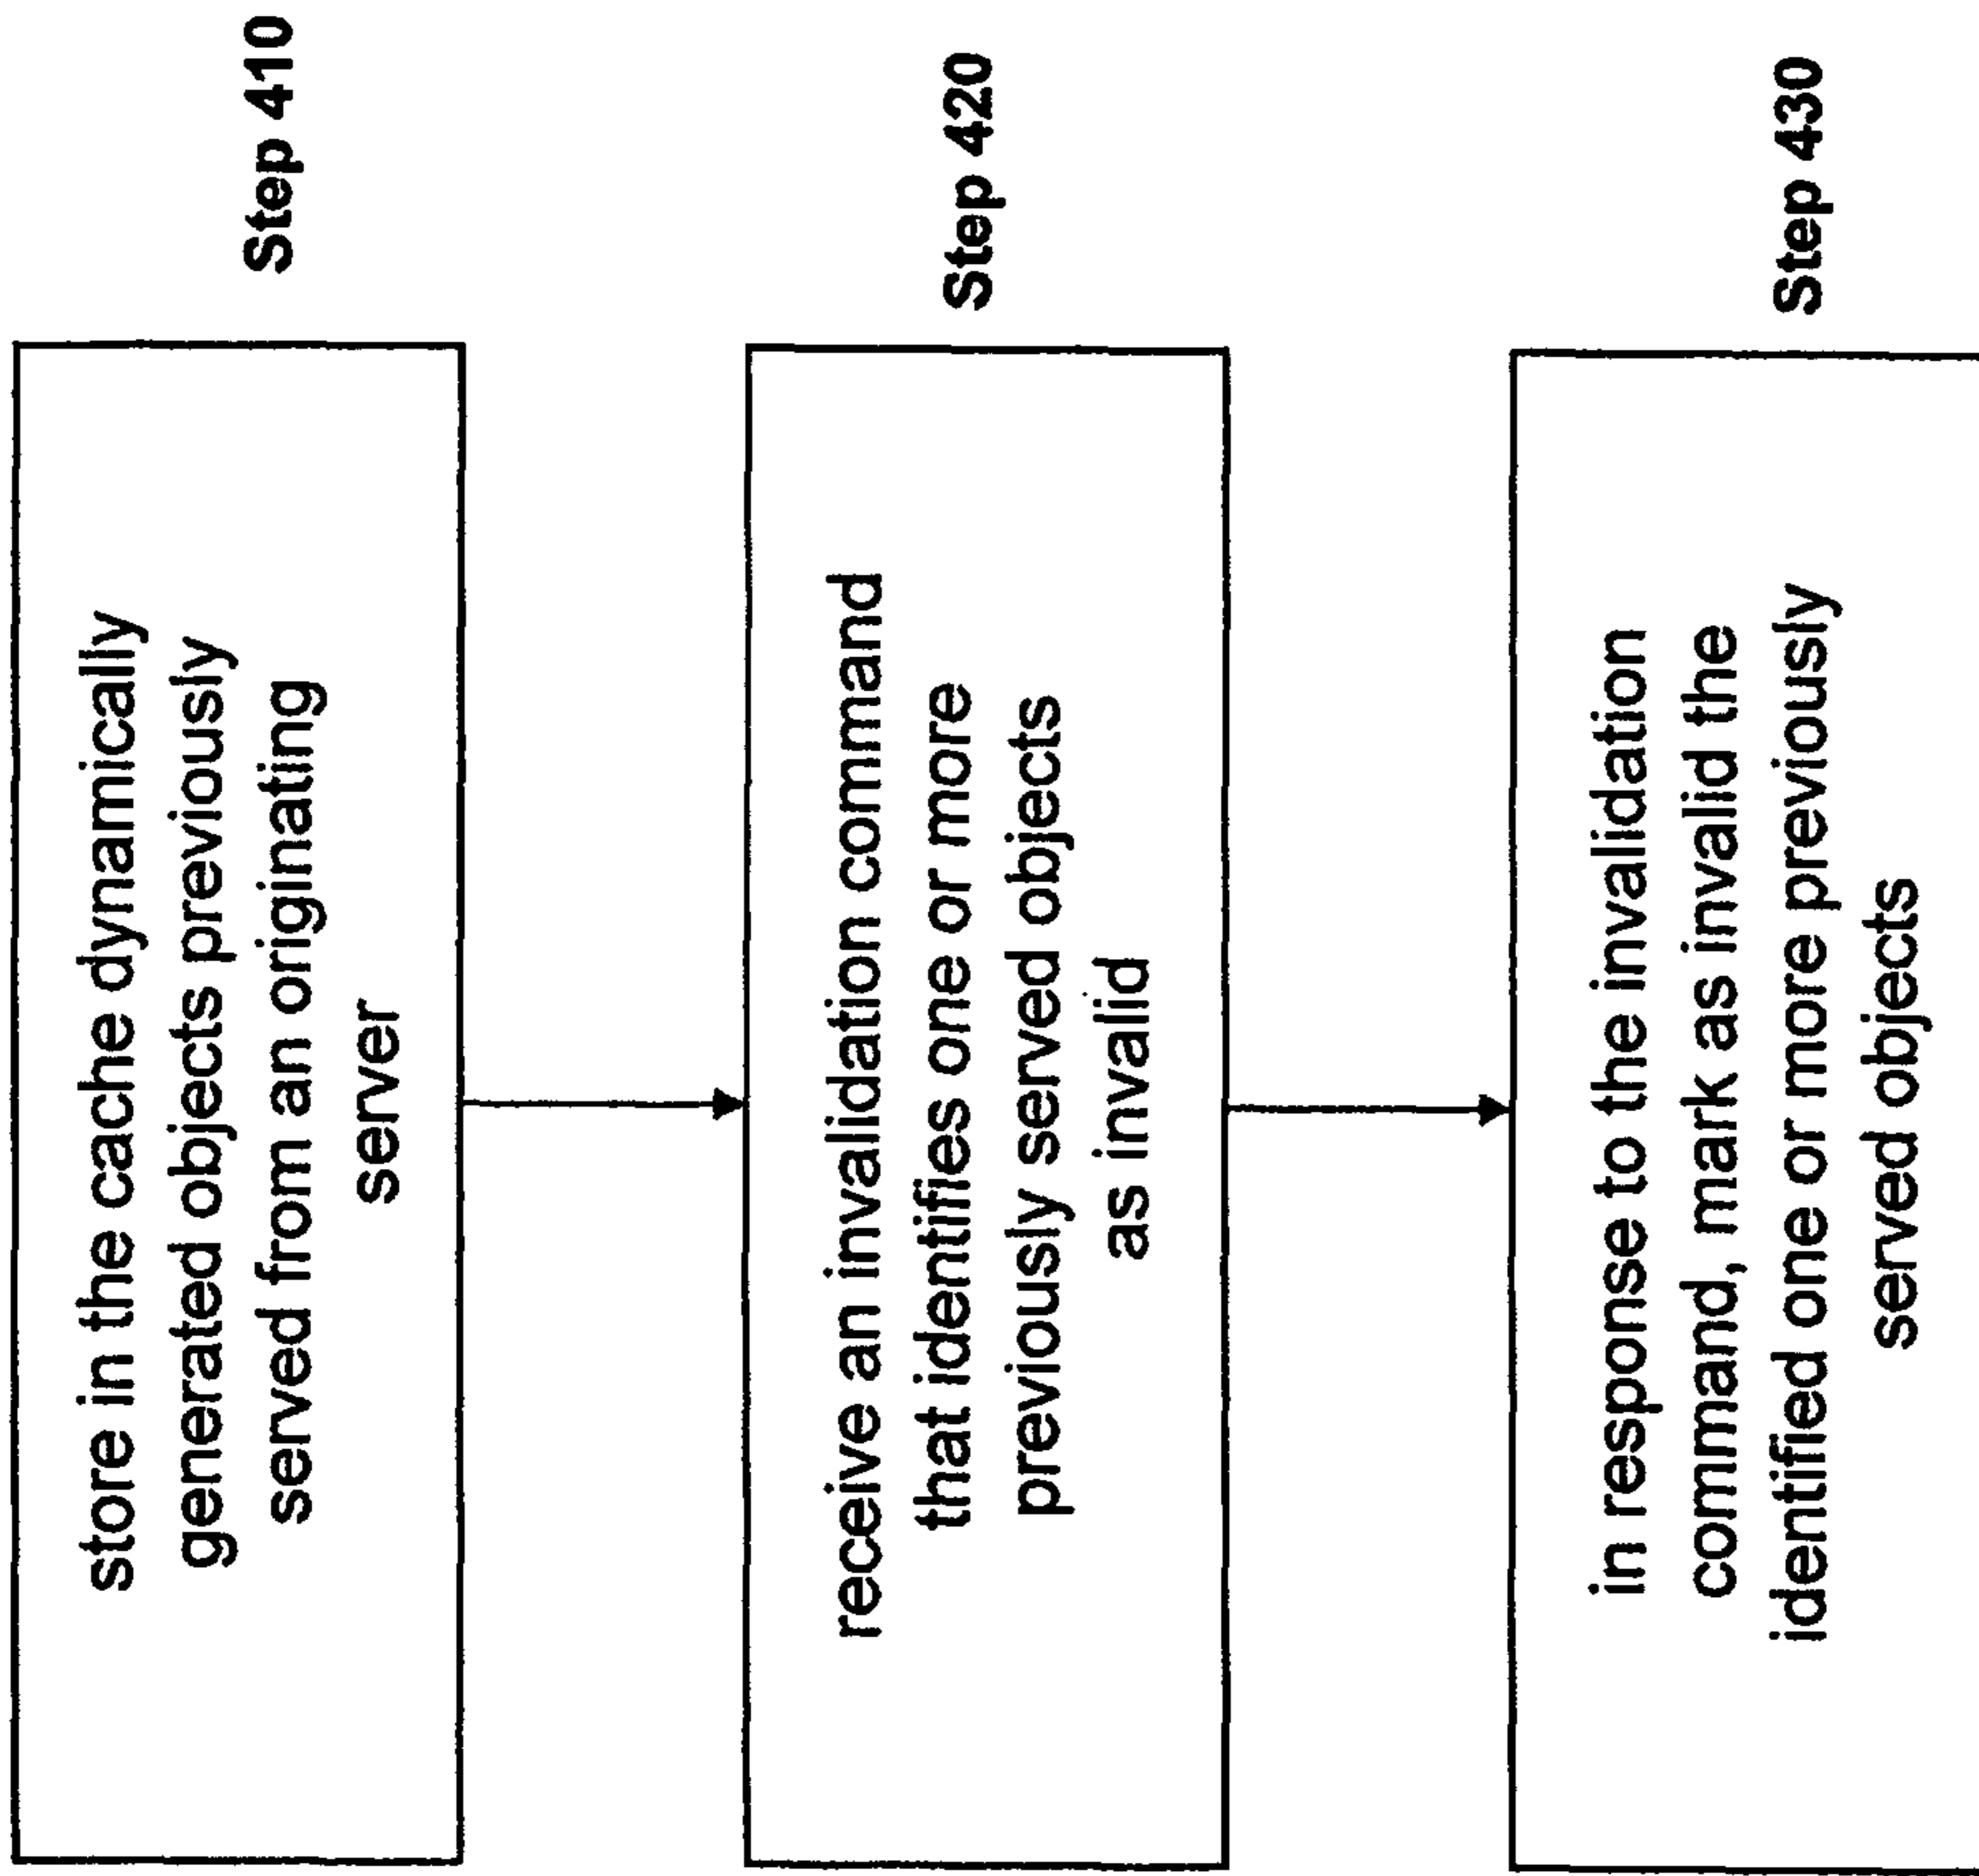 store in the cache dynamically
generated objects previously
served from an originating
server
Step 410
receive an invalidation command
that identifies one or more
previously served objects
as invalid
Step 420
in response to the invalidation
command, mark as invalid the
identified one or more previously
served objects
Step 430